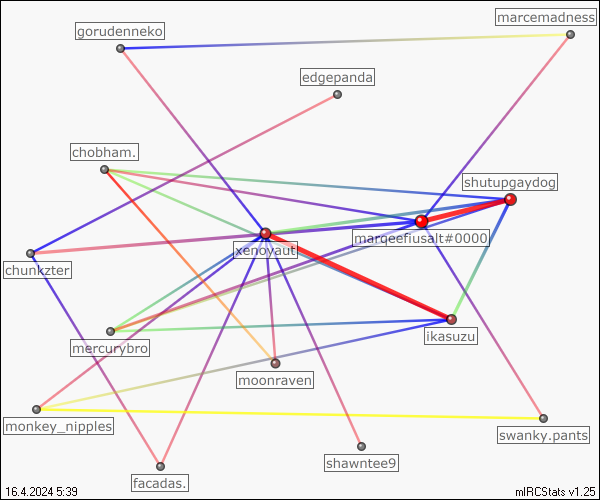 marcemadness
gorudenneko
edgepanda
chobham.
shutupgaydog
marqeefiusalt#0000
xenoyaut
chunkzter
ikasuzu
mercurybro
moonraven
monkey_nipples
swanky.pants
shawntee9
facadas.
16.4.2024 5:39
mIRCStats v1.25